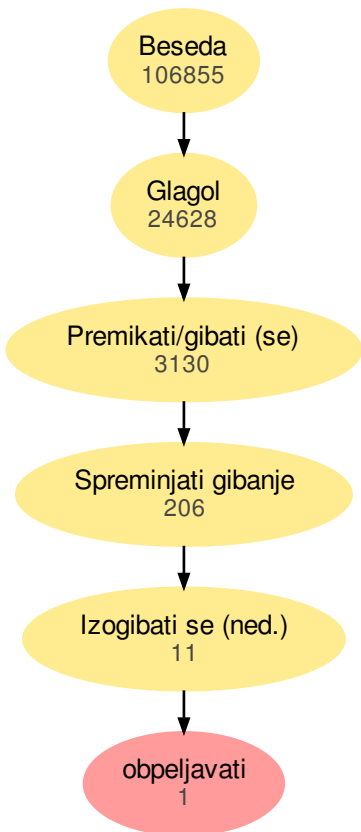 Beseda
106855
Glagol
24628
Premikati/gibati (se)
3130
Spreminjati gibanje
206
Izogibati se (ned.)
11
obpeljavati
1